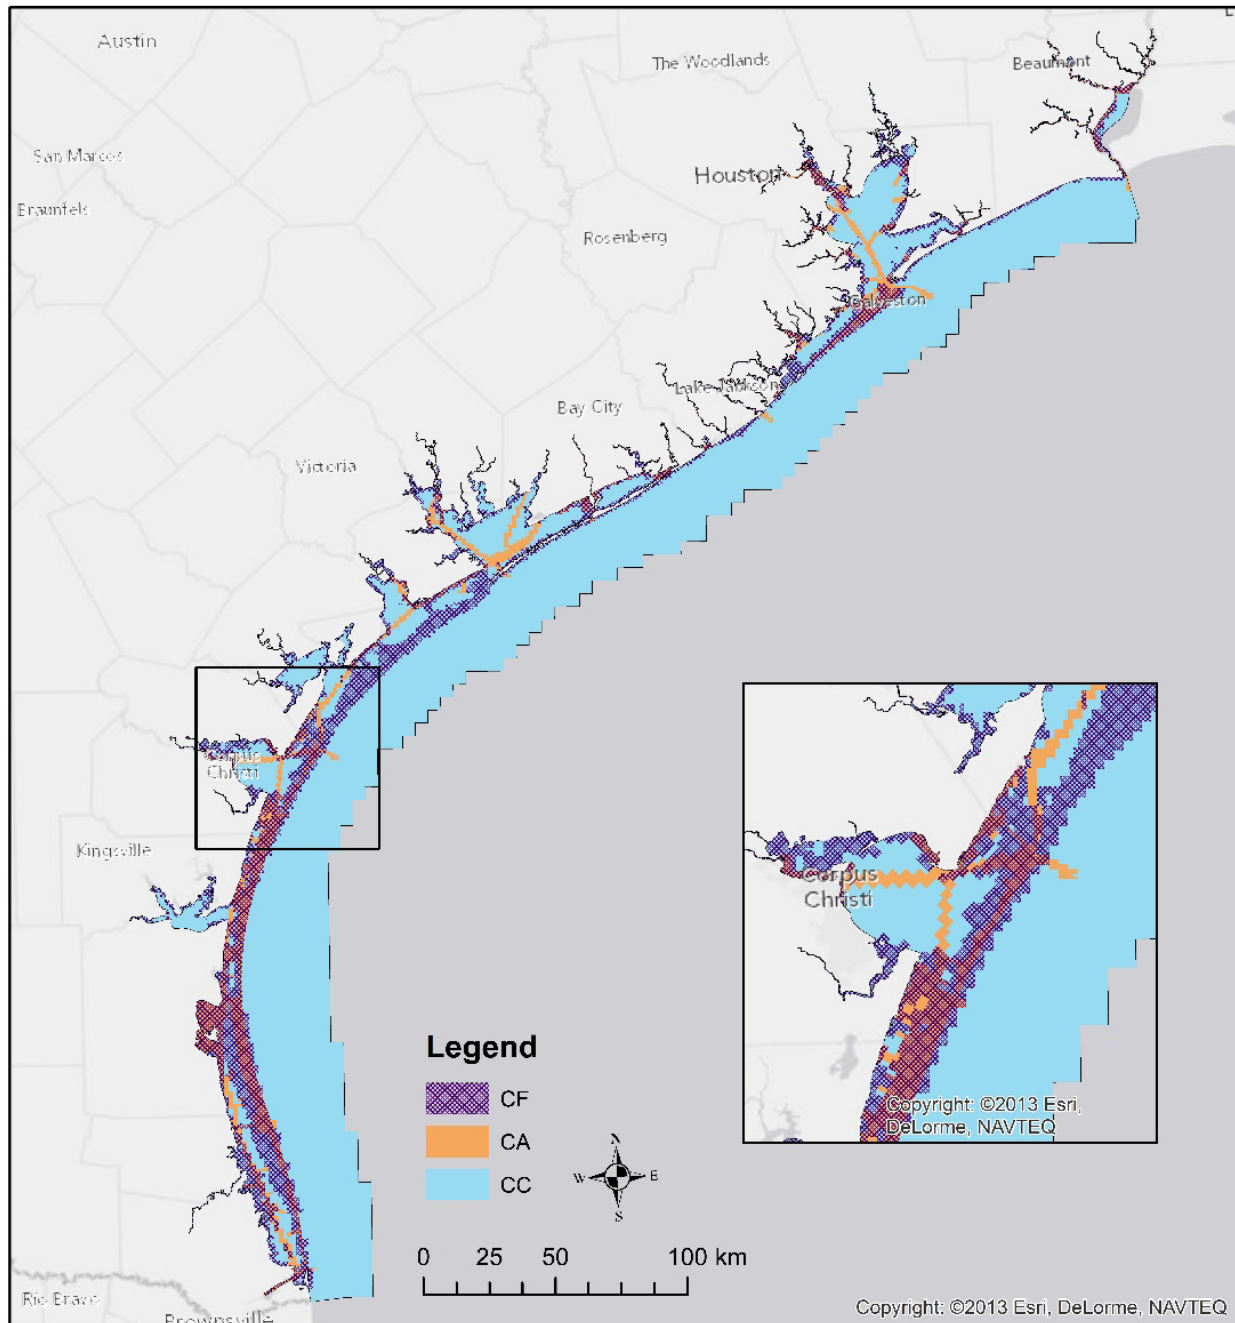 Austin
The Woodlands
Beaumont
San Marcos
Houston
Braunfels
Rosenberg
Galveston
Lake Jackson
Bay City
Victoria
Corpus
Christi
Kingsville
Corpus
Christi
Copyright: ©2013 Esri,
DeLorme, NAVTEQ
Legend
CF
CA
CC
N
W E
S
0 25 50 100 km
Rio Bravo
Brownsville
Copyright: ©2013 Esri, DeLorme, NAVTEQ